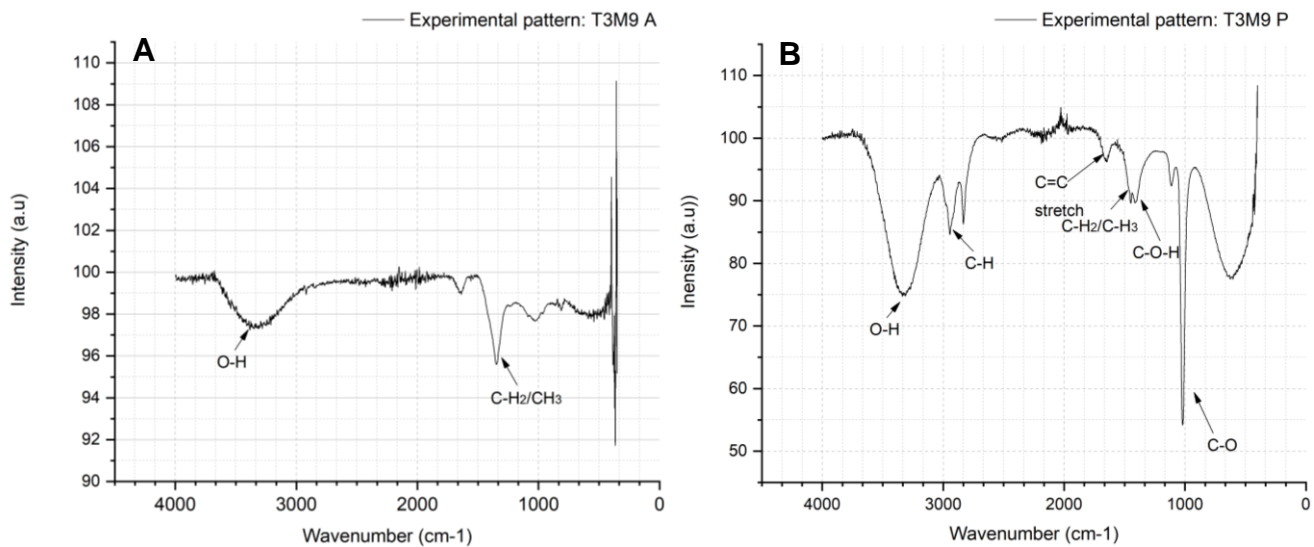 Experimental pattern: T3M9 A
A
110
108
106
104
102
100
98
96
94
92
90
Intensity (a.u)
O-H
C-H2/CH3
4000
3000
2000
1000
0
Wavenumber (cm-1)
Experimental pattern: T3M9 P
B
110
100
90
80
70
60
50
Inensity (a.u))
C=C
stretch
C-H2/C-H3
C-H
C-O-H
O-H
C-O
4000
3000
2000
1000
0
Wavenumber (cm-1)